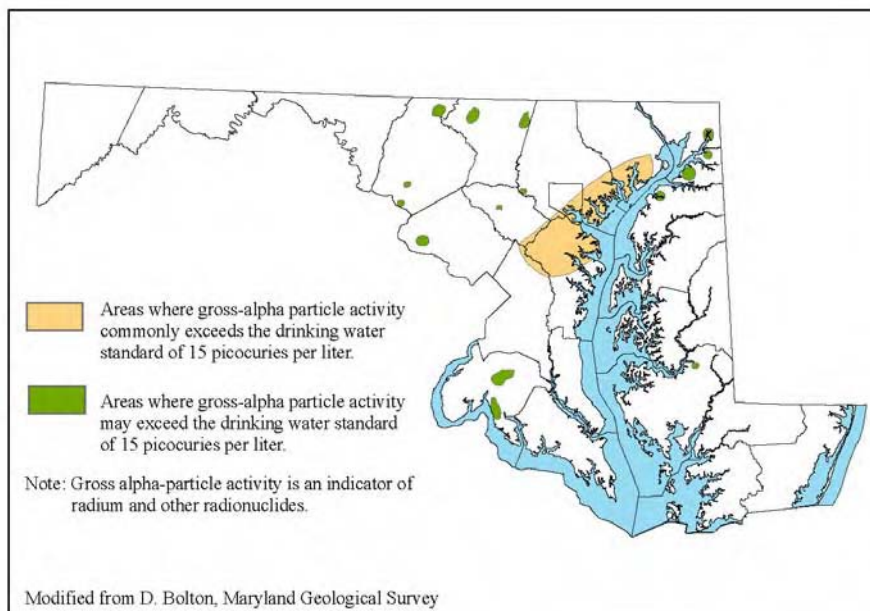 Areas where gross-alpha particle activity
commonly exceeds the drinking water
standard of 15 picocuries per liter.
Areas where gross-alpha particle activity
may exceed the drinking water standard
of 15 picocuries per liter.
Note: Gross alpha-particle activity is an indicator of
radium and other radionuclides.
Modified from D. Bolton, Maryland Geological Survey